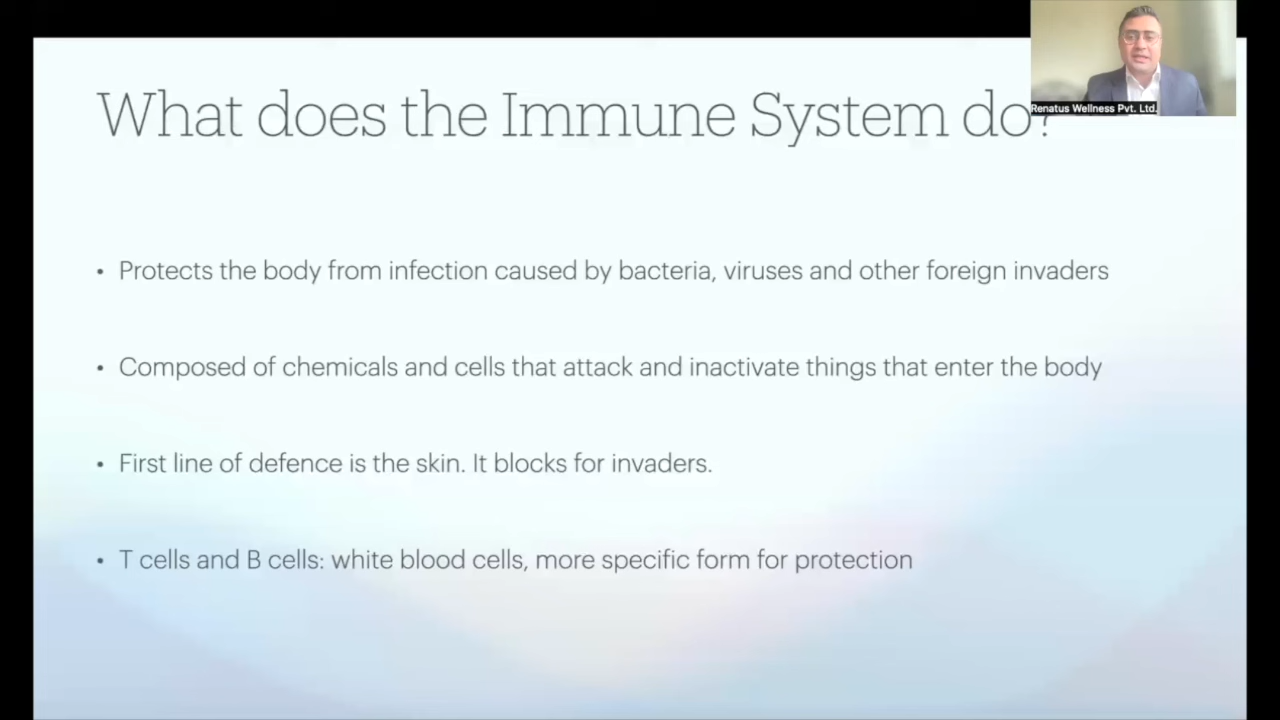 What does the Immune System do?
Renatus Wellness Pvt. Ltd.
• Protects the body from infection caused by bacteria, viruses and other foreign invaders
• Composed of chemicals and cells that attack and inactivate things that enter the body
• First line of defence is the skin. It blocks for invaders.
• T cells and B cells: white blood cells, more specific form for protection